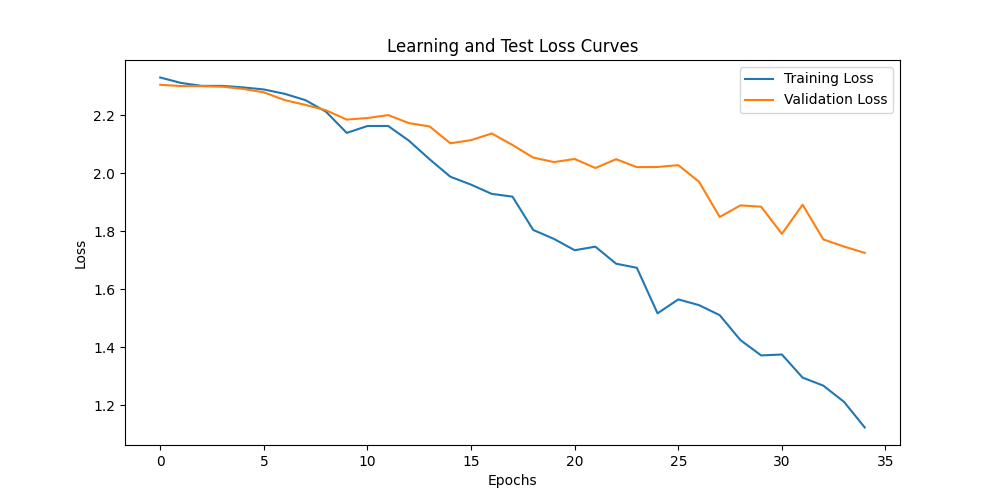 Learning and Test Loss Curves
Training Loss
Validation Loss
2.2
2.0
1.8
1.6
1.4
1.2
Loss
0 5 10 15 20 25 30 35
Epochs